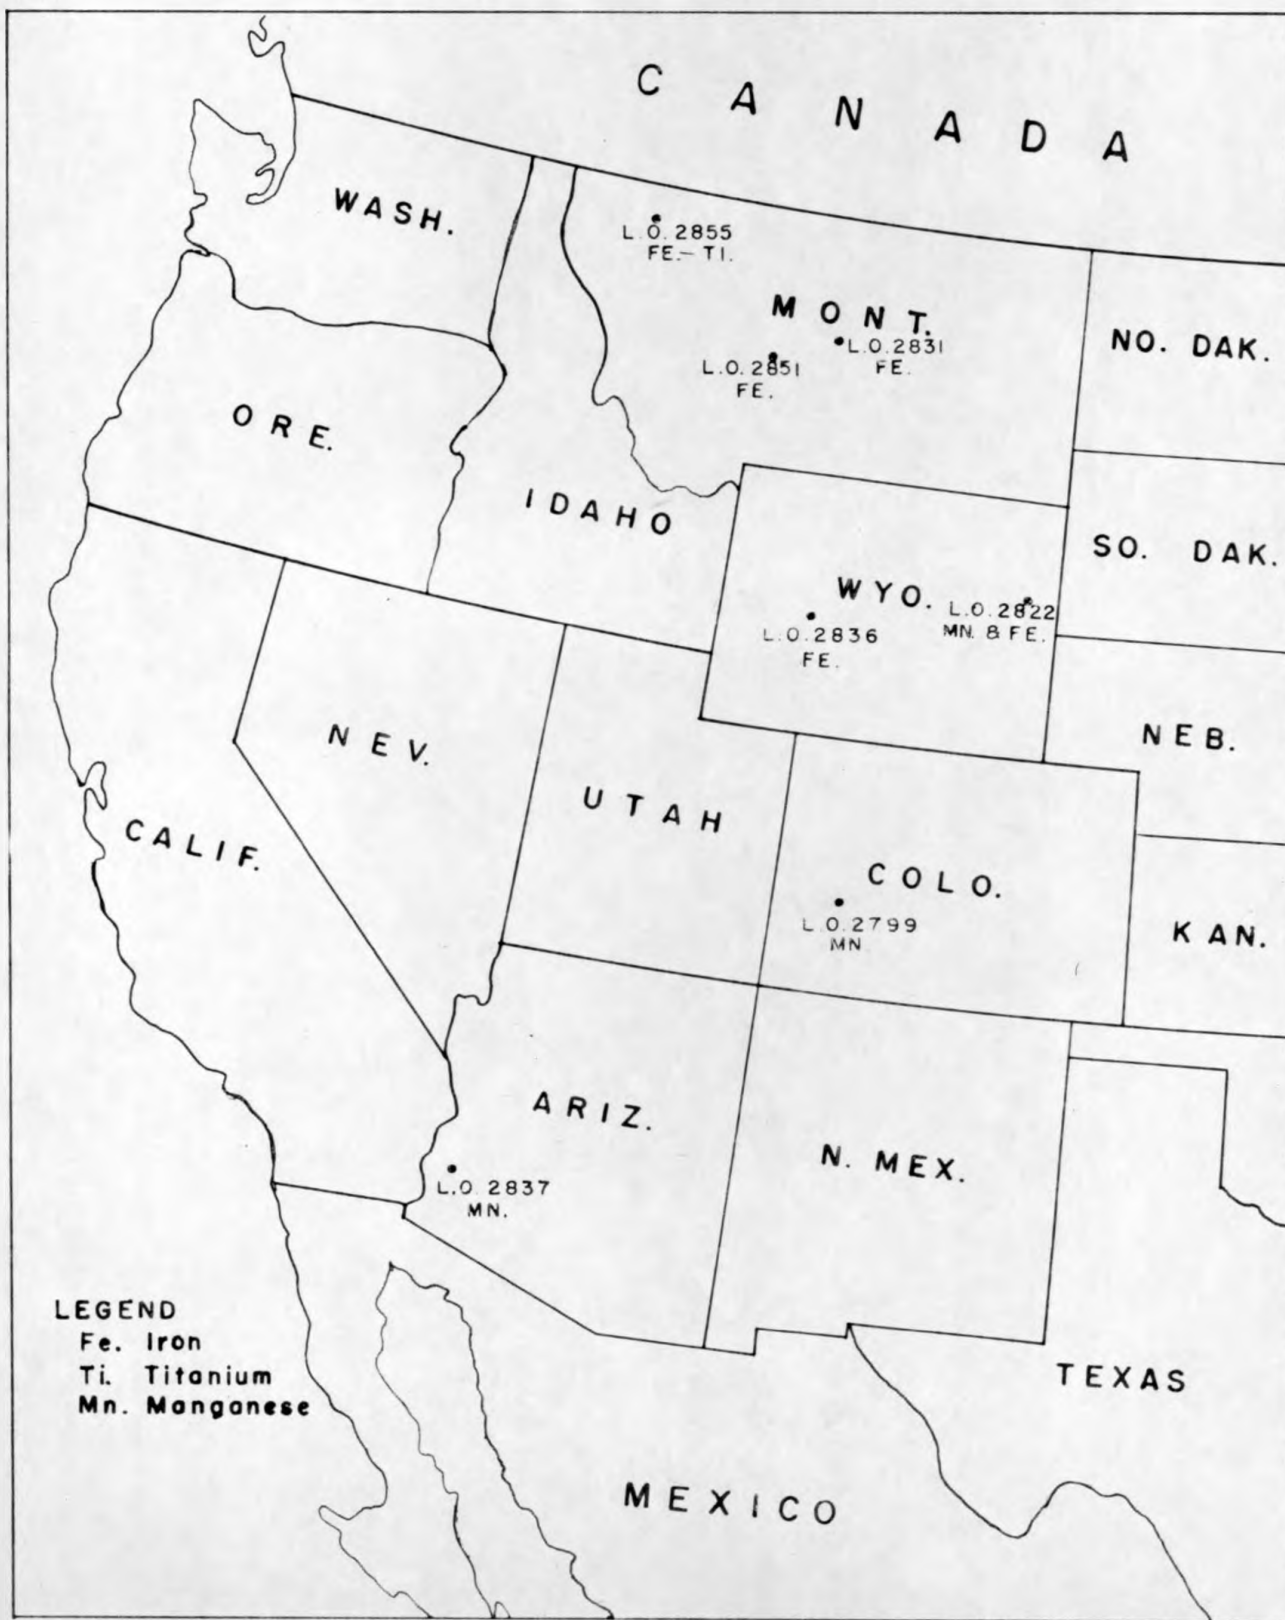 CANADA
WASH.
L.O. 2855
FE.-TI.
MONT.
L.O. 2831
FE.
L.O. 2851
FE.
NO. DAK.
ORE.
IDAHO
SO. DAK.
WYO.
L.O. 2822
MN. & FE.
L.O. 2836
FE.
NEV.
NEB.
UTAH
CALIF.
COLO.
L.O. 2799
MN.
KAN.
ARIZ.
N. MEX.
L.O. 2837
MN.
LEGEND
Fe. Iron
Ti. Titanium
Mn. Manganese
TEXAS
MEXICO